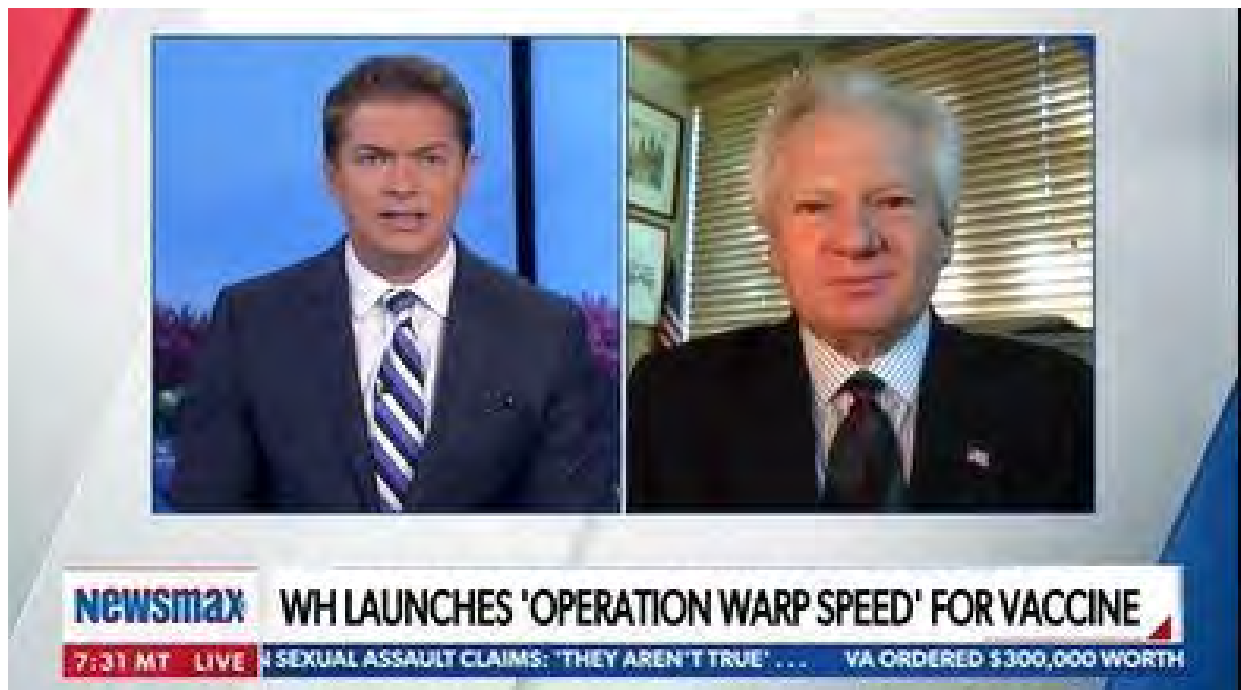 Newsmax
WH LAUNCHES 'OPERATION WARP SPEED' FOR VACCINE
7:31 MT LIVE
N SEXUAL ASSAULT CLAIMS: 'THEY AREN'T TRUE' . . . VA ORDERED $300,000 WORTH